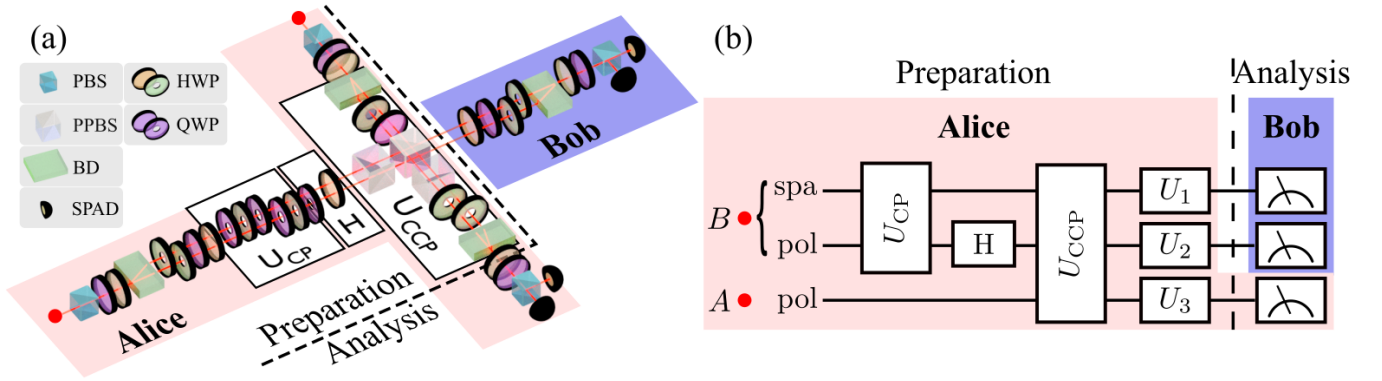 (a)
PBS
HWP
PPBS
QWP
BD
SPAD
Alice
U_CP
H
U_CCP
Bob
Preparation
Analysis
(b)
Preparation
Analysis
Alice
Bob
B
spa
pol
A
pol
U_CP
H
U_CCP
U_1
U_2
U_3